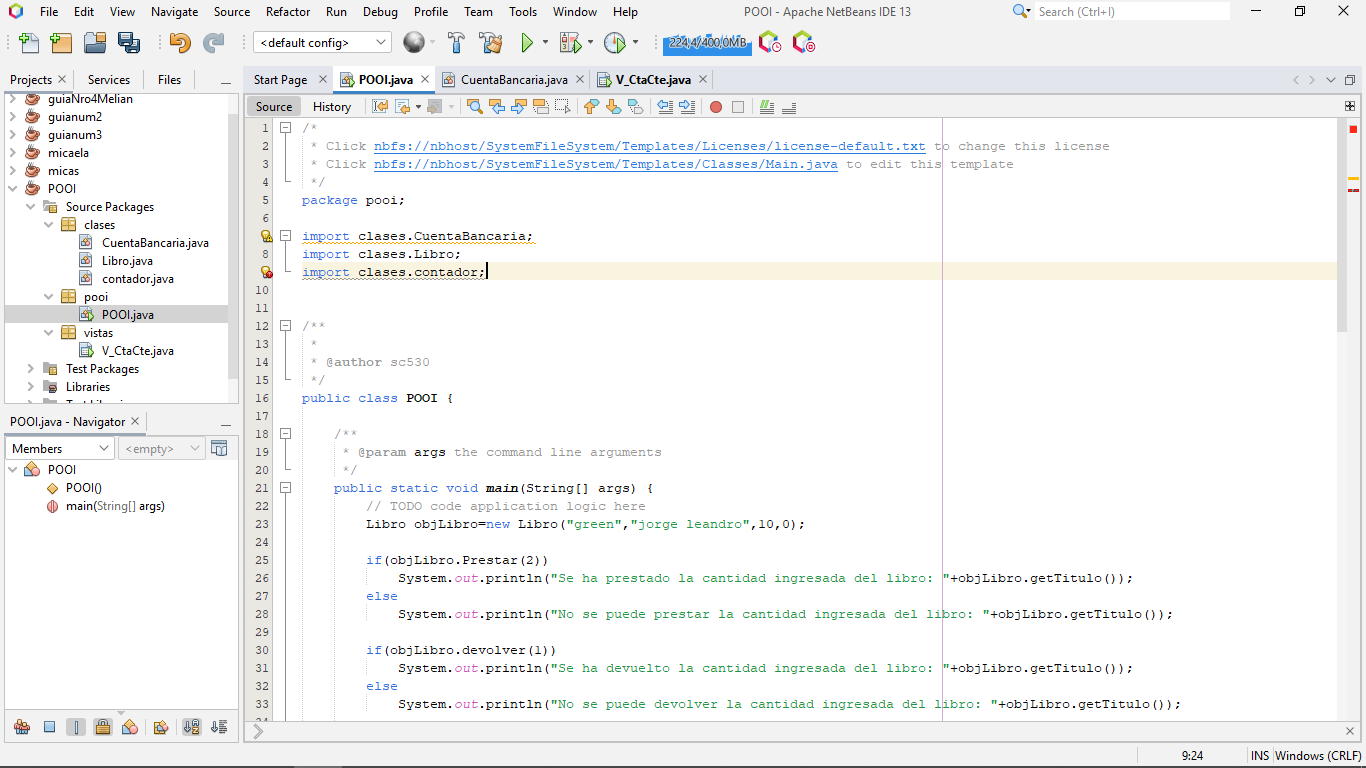 File Edit View Navigate Source Refactor Run Debug Profile Team Tools Window Help POOI - Apache NetBeans IDE 13 Search (Ctrl+I)
<default config> 224,4/400,0MB
Projects Services Files
guiaNro4Melian
guianum2
guianum3
micaela
micas
POOI
Source Packages
clases
CuentaBancaria.java
Libro.java
contador.java
pooi
POOI.java
vistas
V_CtaCte.java
Test Packages
Libraries
POOI.java - Navigator
Members <empty>
POOI
POOI()
main(String[] args)
Start Page POOI.java CuentaBancaria.java V_CtaCte.java
Source History
1 /*
2 * Click nbfs://nbhost/SystemFileSystem/Templates/Licenses/license-default.txt to change this license
3 * Click nbfs://nbhost/SystemFileSystem/Templates/Classes/Main.java to edit this template
4 */
5 package pooi;
6
import clases.CuentaBancaria;
8 import clases.Libro;
import clases.contador;
10
11
12 /**
13 *
14 * @author sc530
15 */
16 public class POOI {
17
18 /**
19 * @param args the command line arguments
20 */
21 public static void main(String[] args) {
22 // TODO code application logic here
23 Libro objLibro=new Libro("green","jorge leandro",10,0);
24
25 if(objLibro.Prestar(2))
26 System.out.println("Se ha prestado la cantidad ingresada del libro: "+objLibro.getTitulo());
27 else
28 System.out.println("No se puede prestar la cantidad ingresada del libro: "+objLibro.getTitulo());
29
30 if(objLibro.devolver(1))
31 System.out.println("Se ha devuelto la cantidad ingresada del libro: "+objLibro.getTitulo());
32 else
33 System.out.println("No se puede devolver la cantidad ingresada del libro: "+objLibro.getTitulo());
9:24 INS Windows (CRLF)